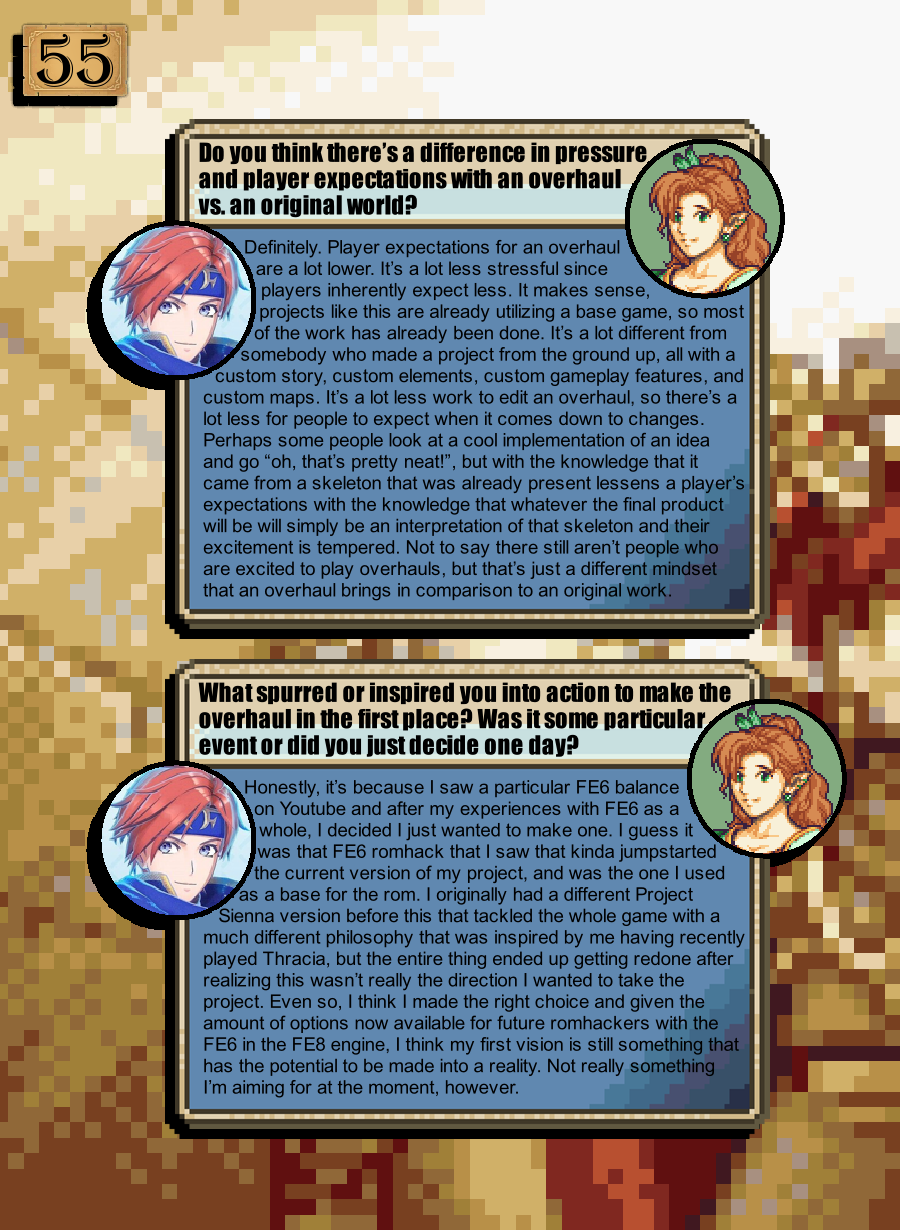 55
Do you think there's a difference in pressure
and player expectations with an overhaul
vs. an original world?
Definitely. Player expectations for an overhaul
are a lot lower. It's a lot less stressful since
players inherently expect less. It makes sense,
projects like this are already utilizing a base game, so most
of the work has already been done. It's a lot different from
somebody who made a project from the ground up, all with a
custom story, custom elements, custom gameplay features, and
custom maps. It's a lot less work to edit an overhaul, so there's a
lot less for people to expect when it comes down to changes.
Perhaps some people look at a cool implementation of an idea
and go “oh, that's pretty neat!”, but with the knowledge that it
came from a skeleton that was already present lessens a player's
expectations with the knowledge that whatever the final product
will be will simply be an interpretation of that skeleton and their
excitement is tempered. Not to say there still aren't people who
are excited to play overhauls, but that's just a different mindset
that an overhaul brings in comparison to an original work.
What spurred or inspired you into action to make the
overhaul in the first place? Was it some particular
event or did you just decide one day?
Honestly, it's because I saw a particular FE6 balance
on Youtube and after my experiences with FE6 as a
whole, I decided I just wanted to make one. I guess it
was that FE6 romhack that I saw that kinda jumpstarted
the current version of my project, and was the one I used
as a base for the rom. I originally had a different Project
Sienna version before this that tackled the whole game with a
much different philosophy that was inspired by me having recently
played Thracia, but the entire thing ended up getting redone after
realizing this wasn't really the direction I wanted to take the
project. Even so, I think I made the right choice and given the
amount of options now available for future romhackers with the
FE6 in the FE8 engine, I think my first vision is still something that
has the potential to be made into a reality. Not really something
I'm aiming for at the moment, however.